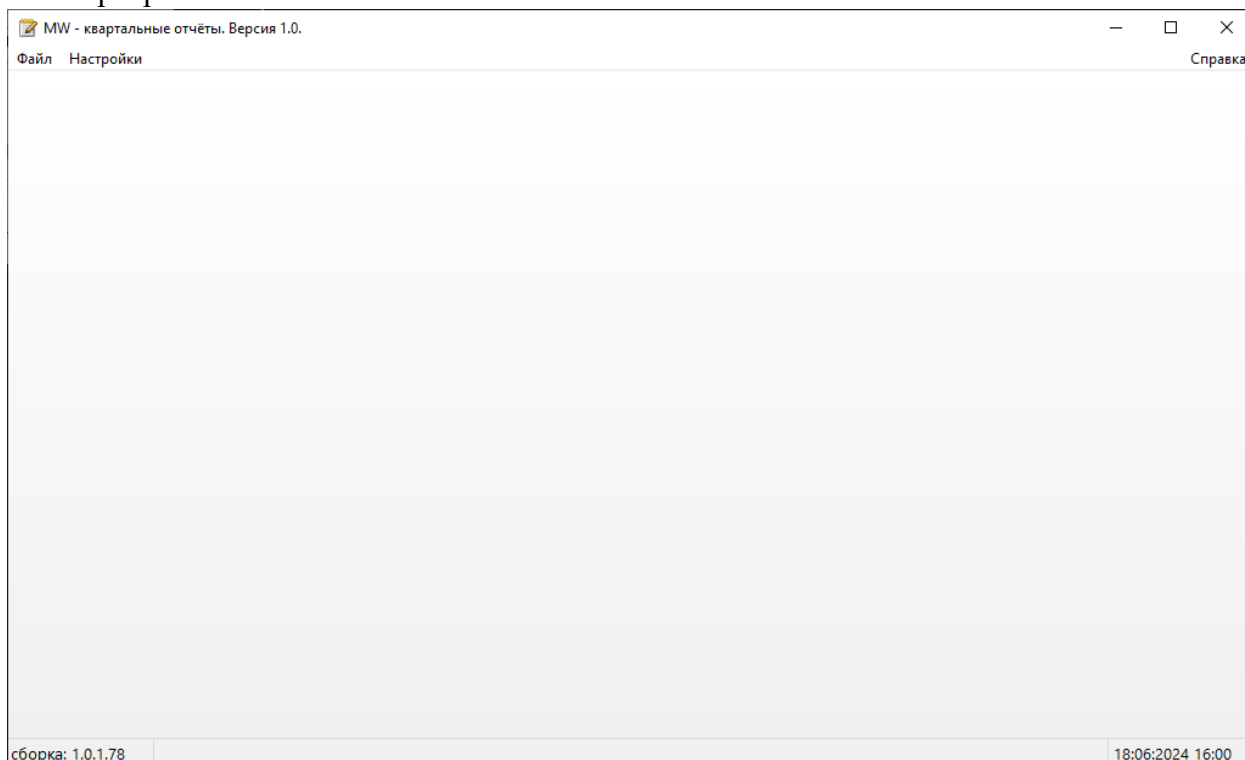 MW - квартальные отчёты. Версия 1.0.
Файл Настройки Справка
сборка: 1.0.1.78 18:06:2024 16:00